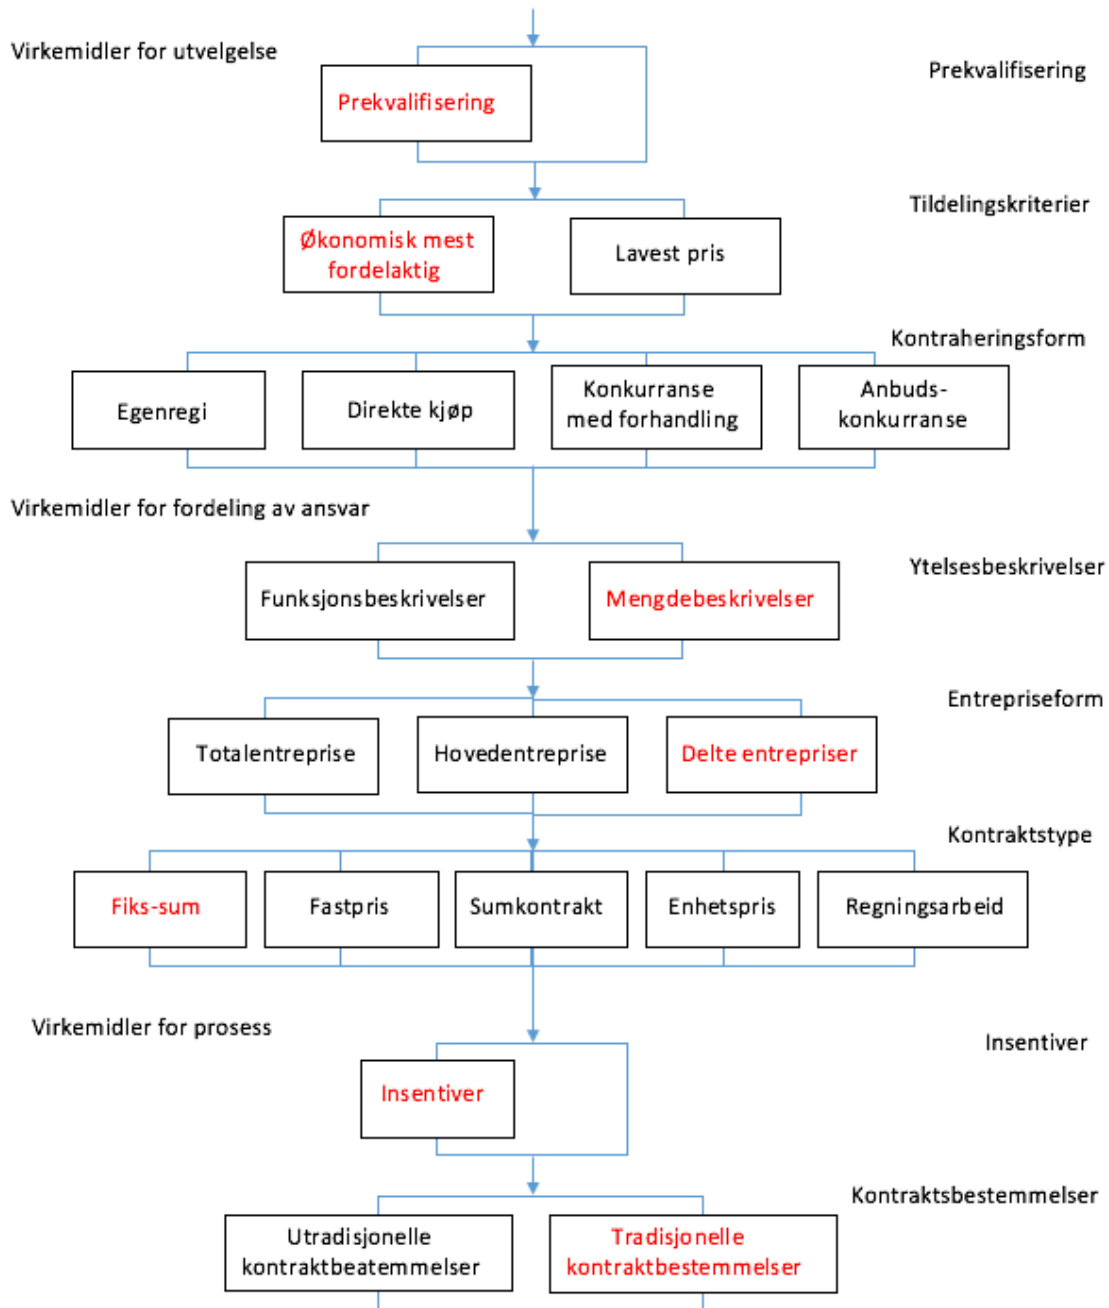 Virkemidler for utvelgelse
Prekvalifisering
Prekvalifisering
Tildelingskriterier
Økonomisk mest
fordelaktig
Lavest pris
Kontraheringsform
Egenregi
Direkte kjøp
Konkurranse
med forhandling
Anbuds-
konkurranse
Virkemidler for fordeling av ansvar
Ytelsesbeskrivelser
Funksjonsbeskrivelser
Mengdebeskrivelser
Entrepriseform
Totalentreprise
Hovedentreprise
Delte entrepriser
Kontraktstype
Fiks-sum
Fastpris
Sumkontrakt
Enhetspris
Regningsarbeid
Virkemidler for prosess
Insentiver
Insentiver
Kontraktsbestemmelser
Utradisjonelle
kontraktbeatemmelser
Tradisjonelle
kontraktbestemmelser